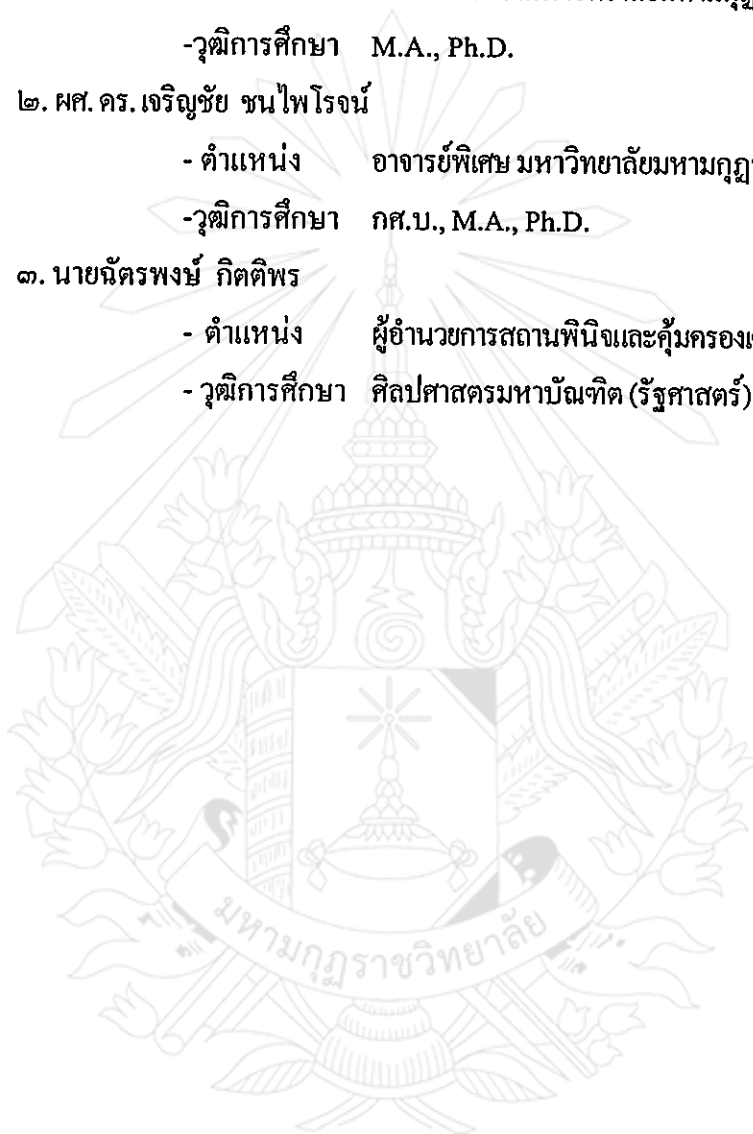 -วุฒิการศึกษา M.A., Ph.D.
๒. ผศ. ดร. เจริญชัย ชนไพโรจน์
- ตำแหน่ง อาจารย์พิเศษ มหาวิทยาลัยมหามกุฏ
-วุฒิการศึกษา กศ.บ., M.A., Ph.D.
๓. นายฉัตรพงษ์ กิตติพร
- ตำแหน่ง ผู้อำนวยการสถานพินิจและคุ้มครอง
- วุฒิการศึกษา ศิลปศาสตรมหาบัณฑิต (รัฐศาสตร์)
มหามกุฏราชวิทยาลัย